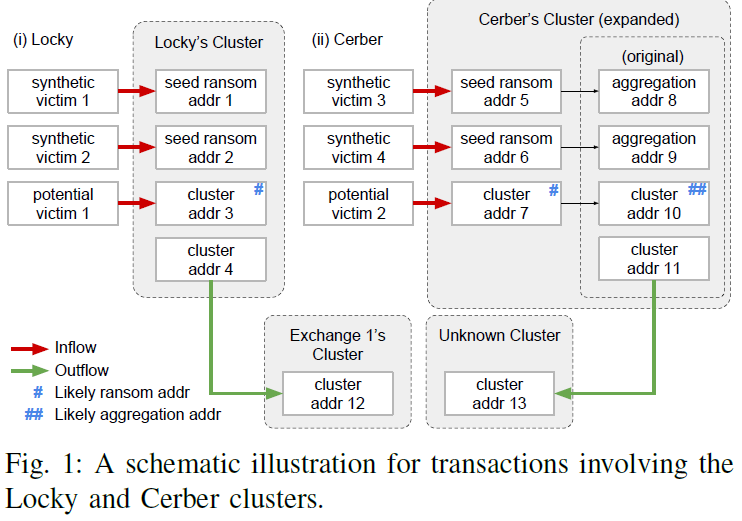 (i) Locky
Locky's Cluster
synthetic
victim 1
seed ransom
addr 1
synthetic
victim 2
seed ransom
addr 2
potential
victim 1
cluster #
addr 3
cluster
addr 4
(ii) Cerber
Cerber's Cluster (expanded)
(original)
synthetic
victim 3
seed ransom
addr 5
aggregation
addr 8
synthetic
victim 4
seed ransom
addr 6
aggregation
addr 9
potential
victim 2
cluster #
addr 7
cluster ##
addr 10
cluster
addr 11
Exchange 1's
Cluster
cluster
addr 12
Unknown Cluster
cluster
addr 13
Inflow
Outflow
# Likely ransom addr
## Likely aggregation addr
Fig. 1: A schematic illustration for transactions involving the
Locky and Cerber clusters.